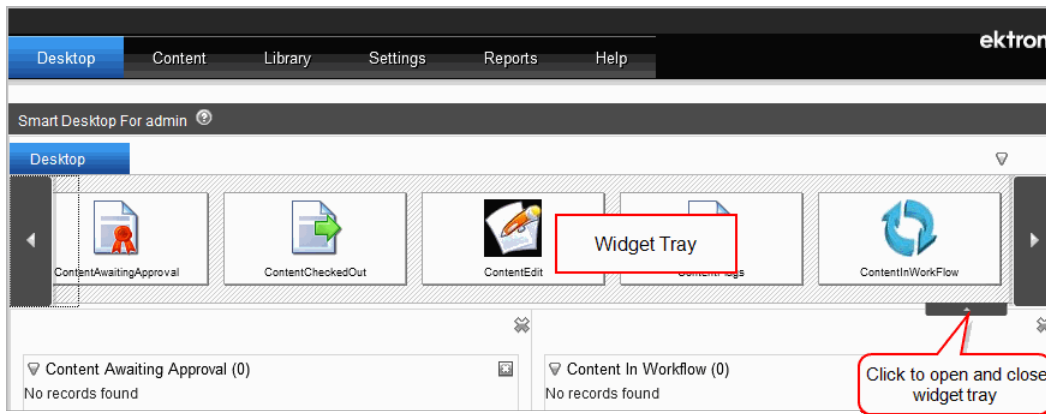 ektron
Desktop Content Library Settings Reports Help
Smart Desktop For admin
Desktop
Widget Tray
ContentAwaitingApproval ContentCheckedOut ContentEdit ContentInWorkFlow
Content Awaiting Approval (0) Content In Workflow (0)
No records found No records found
Click to open and close
widget tray